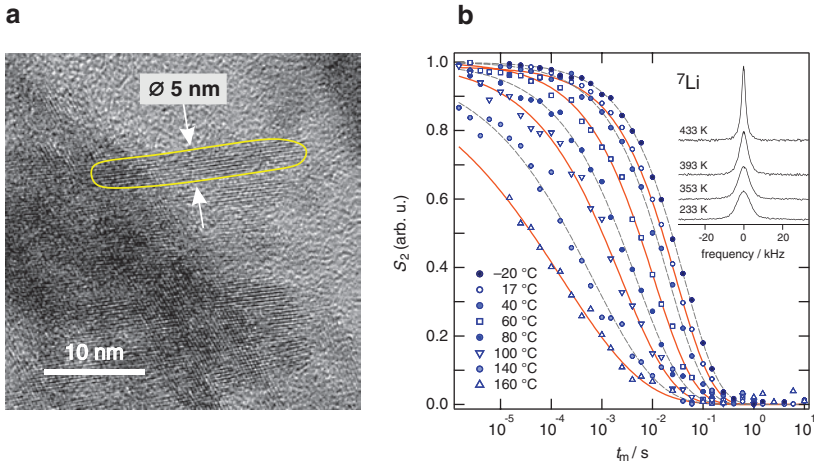 a
Ø 5 nm
10 nm
b
1.0
0.8
0.6
0.4
0.2
0.0
S₂ (arb. u.)
–20 °C
17 °C
40 °C
60 °C
80 °C
100 °C
140 °C
160 °C
⁷Li
433 K
393 K
353 K
233 K
-20 0 20
frequency / kHz
10⁻⁵ 10⁻⁴ 10⁻³ 10⁻² 10⁻¹ 10⁰ 10¹
tₘ / s